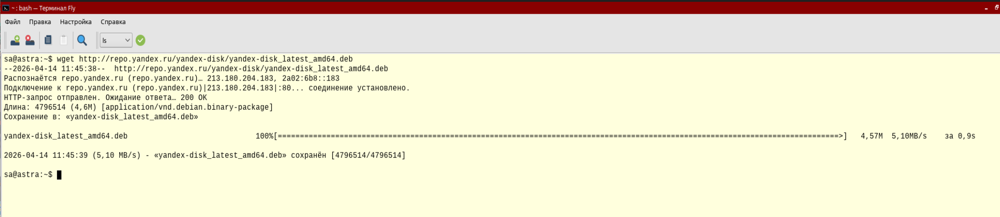 ~ : bash — Терминал Fly
Файл Правка Настройка Справка
ls
sa@astra:~$ wget http://repo.yandex.ru/yandex-disk/yandex-disk_latest_amd64.deb
--2026-04-14 11:45:38--  http://repo.yandex.ru/yandex-disk/yandex-disk_latest_amd64.deb
Распознаётся repo.yandex.ru (repo.yandex.ru)… 213.180.204.183, 2a02:6b8::183
Подключение к repo.yandex.ru (repo.yandex.ru)|213.180.204.183|:80... соединение установлено.
HTTP-запрос отправлен. Ожидание ответа… 200 OK
Длина: 4796514 (4,6M) [application/vnd.debian.binary-package]
Сохранение в: «yandex-disk_latest_amd64.deb»
yandex-disk_latest_amd64.deb 100%[===============================================================================================================================>] 4,57M 5,10MB/s за 0,9s
2026-04-14 11:45:39 (5,10 MB/s) - «yandex-disk_latest_amd64.deb» сохранён [4796514/4796514]
sa@astra:~$